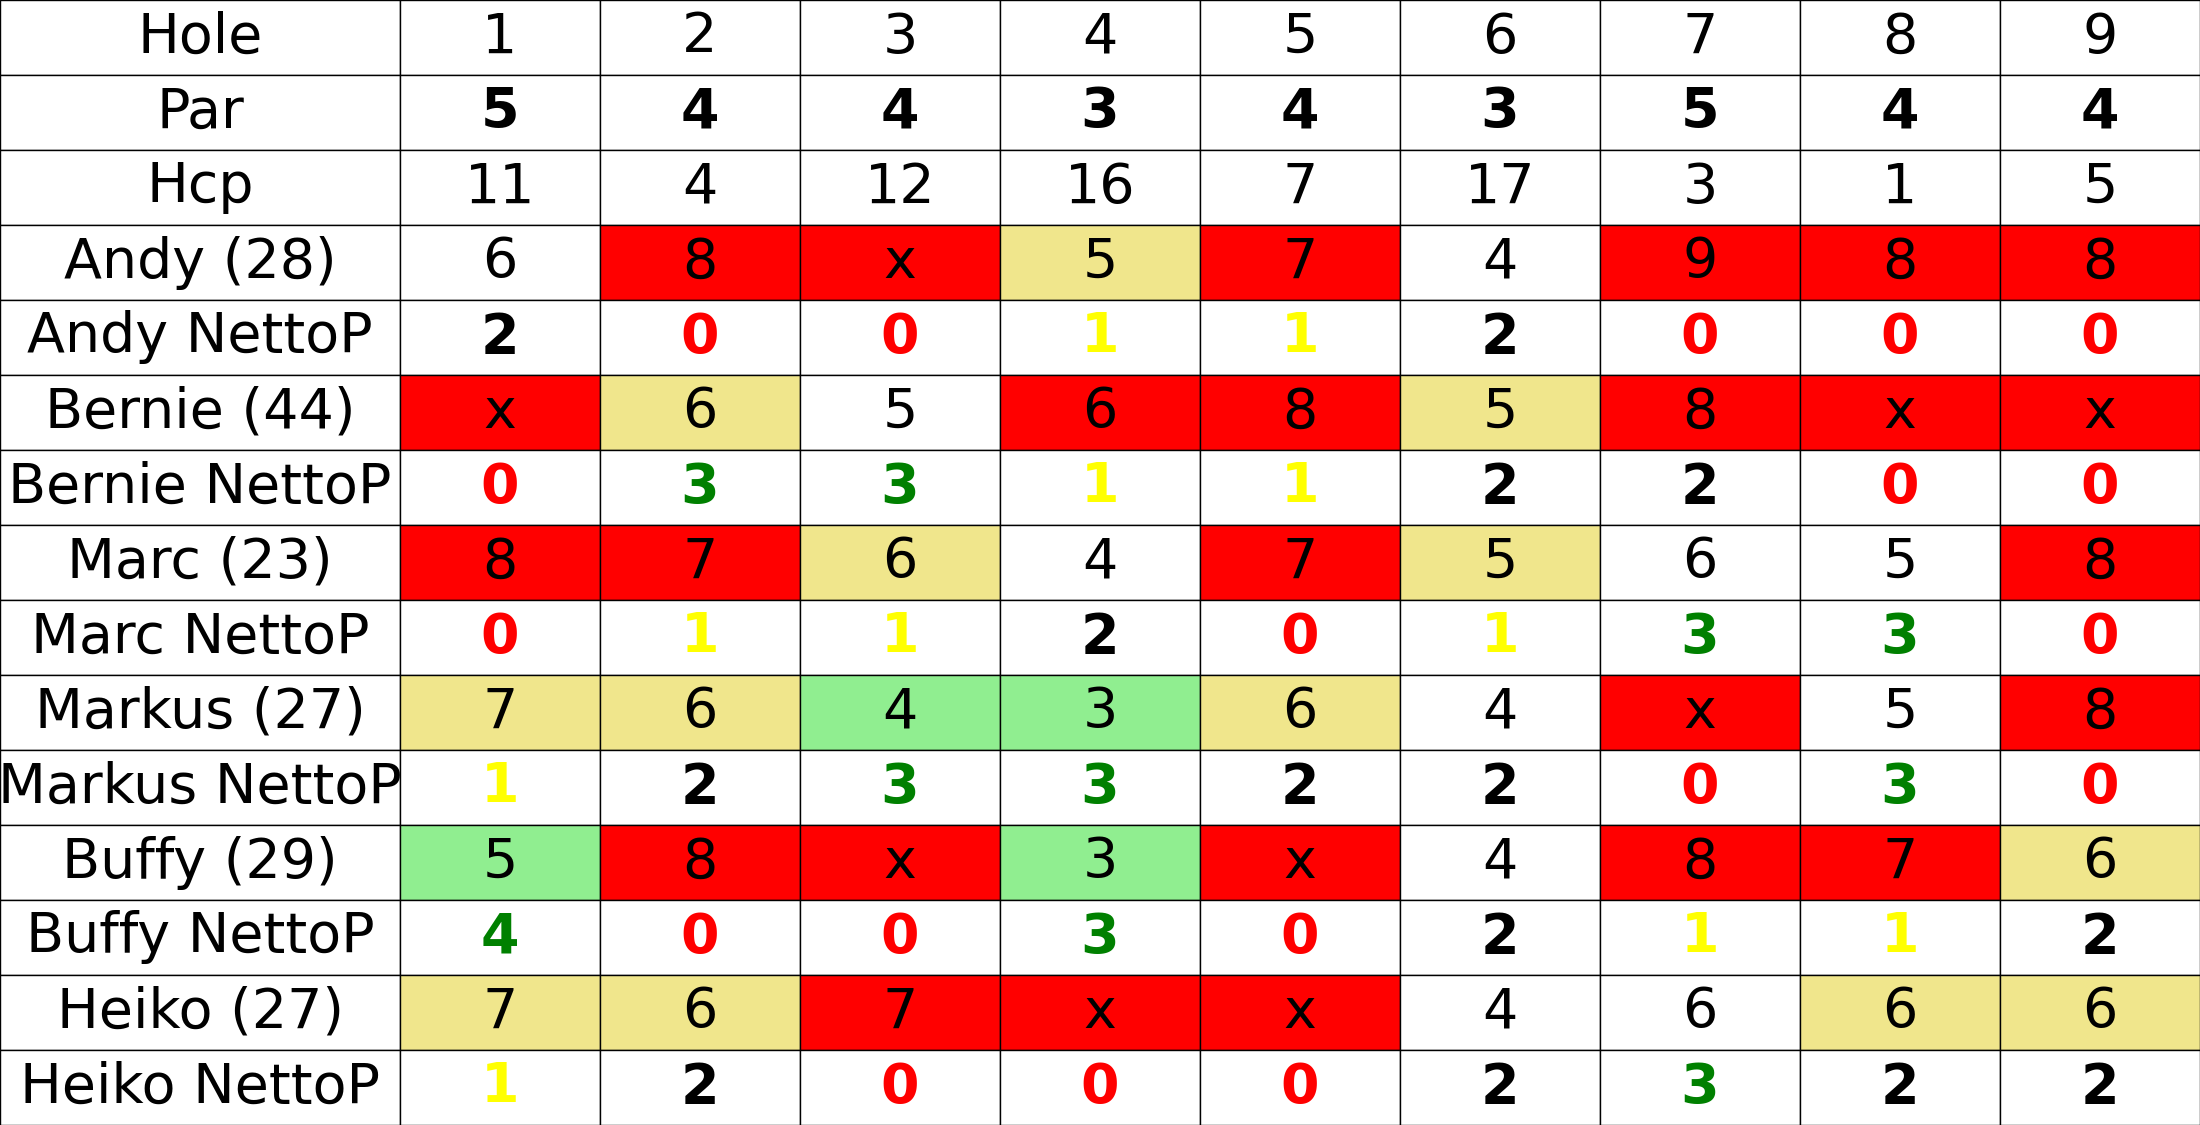 Hole 1 2 3 4 5 6 7 8 9
Par 5 4 4 3 4 3 5 4 4
Hcp 11 4 12 16 7 17 3 1 5
Andy (28) 6 8 x 5 7 4 9 8 8
Andy NettoP 2 0 0 1 1 2 0 0 0
Bernie (44) x 6 5 6 8 5 8 x x
Bernie NettoP 0 3 3 1 1 2 2 0 0
Marc (23) 8 7 6 4 7 5 6 5 8
Marc NettoP 0 1 1 2 0 1 3 3 0
Markus (27) 7 6 4 3 6 4 x 5 8
Markus NettoP 1 2 3 3 2 2 0 3 0
Buffy (29) 5 8 x 3 x 4 8 7 6
Buffy NettoP 4 0 0 3 0 2 1 1 2
Heiko (27) 7 6 7 x x 4 6 6 6
Heiko NettoP 1 2 0 0 0 2 3 2 2